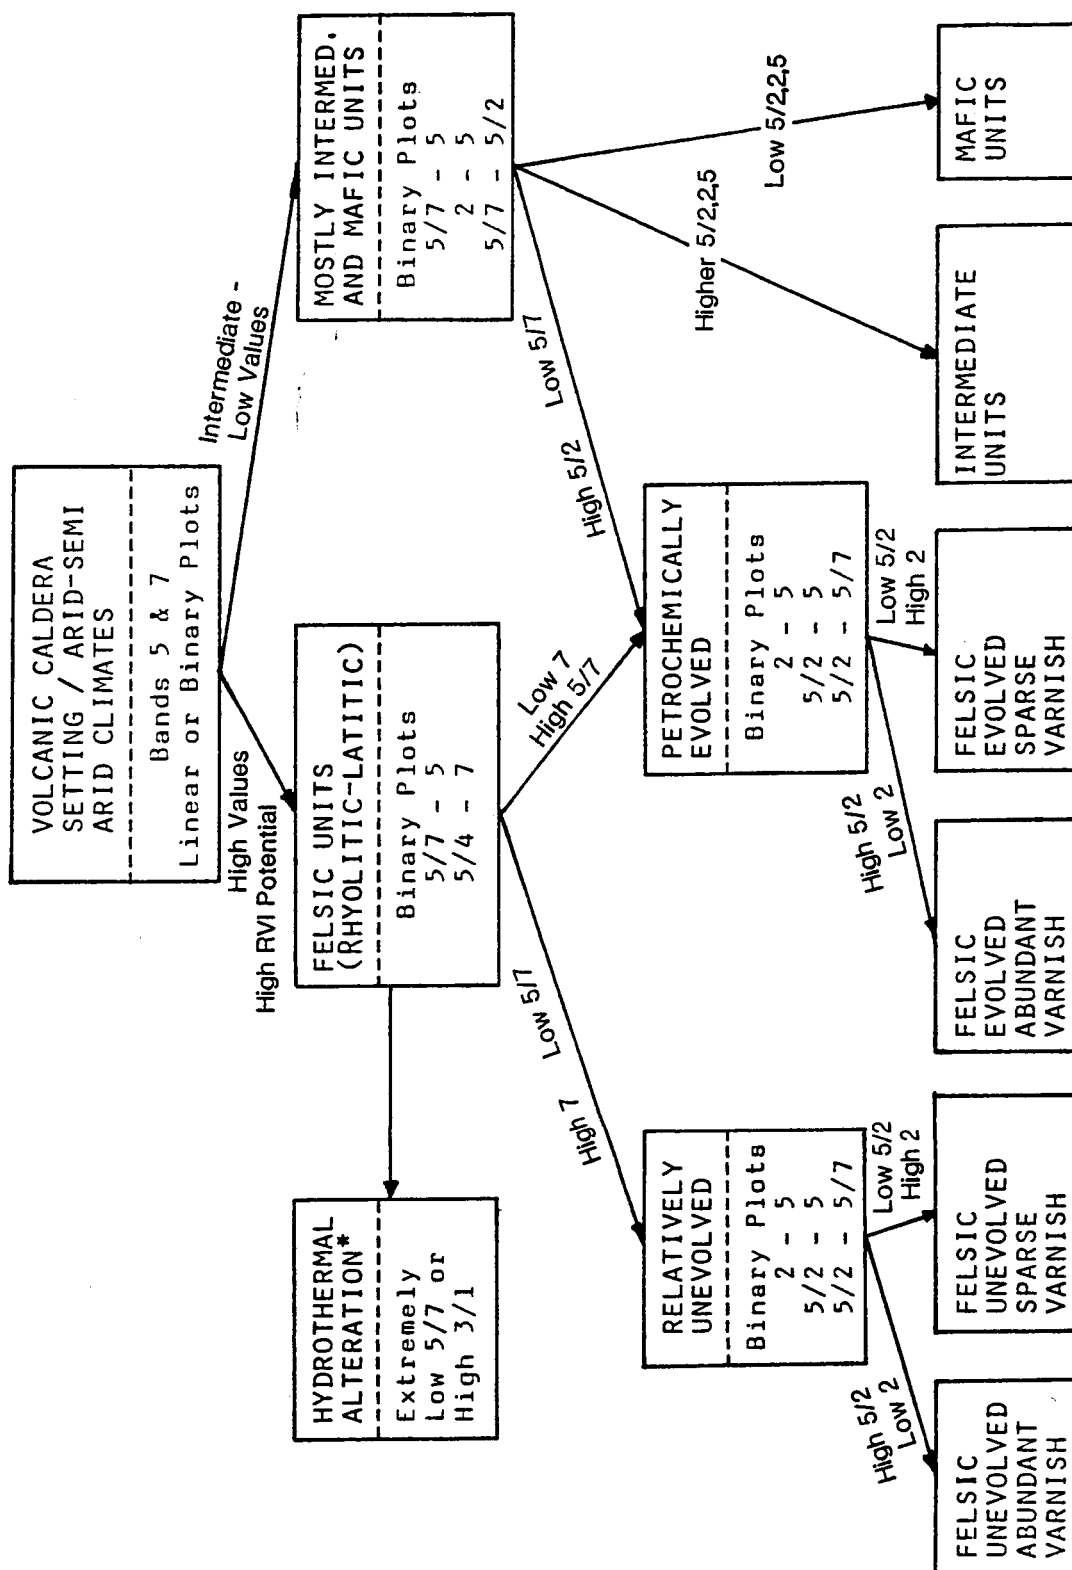 VOLCANIC CALDERA
SETTING / ARID-SEMI
ARID CLIMATES
Bands 5 & 7
Linear or Binary Plots
High Values
High RVI Potential
Intermediate -
Low Values
HYDROTHERMAL
ALTERATION*
Extremely
Low 5/7 or
High 3/1
FELSIC UNITS
(RHYOLITIC-LATITIC)
Binary Plots
5/7 - 5
5/4 - 7
MOSTLY INTERMED.
AND MAFIC UNITS
Binary Plots
5/7 - 5
2 - 5
5/7 - 5/2
High 7
Low 5/7
Low 7
High 5/7
High 5/2
Low 5/7
Higher 5/2,2,5
Low 5/2,2,5
RELATIVELY
UNEVOLVED
Binary Plots
2 - 5
5/2 - 5
5/2 - 5/7
PETROCHEMICALLY
EVOLVED
Binary Plots
2 - 5
5/2 - 5
5/2 - 5/7
High 5/2
Low 2
Low 5/2
High 2
High 5/2
Low 2
Low 5/2
High 2
FELSIC
UNEVOLVED
ABUNDANT
VARNISH
FELSIC
UNEVOLVED
SPARSE
VARNISH
FELSIC
EVOLVED
ABUNDANT
VARNISH
FELSIC
EVOLVED
SPARSE
VARNISH
INTERMEDIATE
UNITS
MAFIC
UNITS